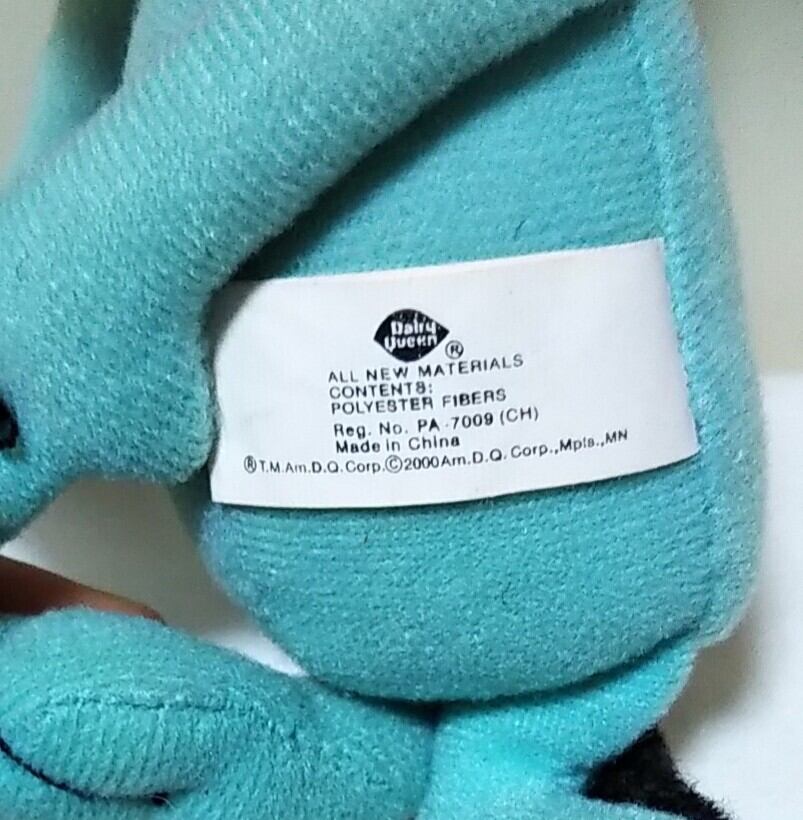 Dairy
Queen ®
ALL NEW MATERIALS
CONTENTS:
POLYESTER FIBERS
Reg. No. PA-7009 (CH)
Made in China
®T.M.Am.D.Q.Corp.©2000Am.D.Q. Corp.,Mpls.,MN